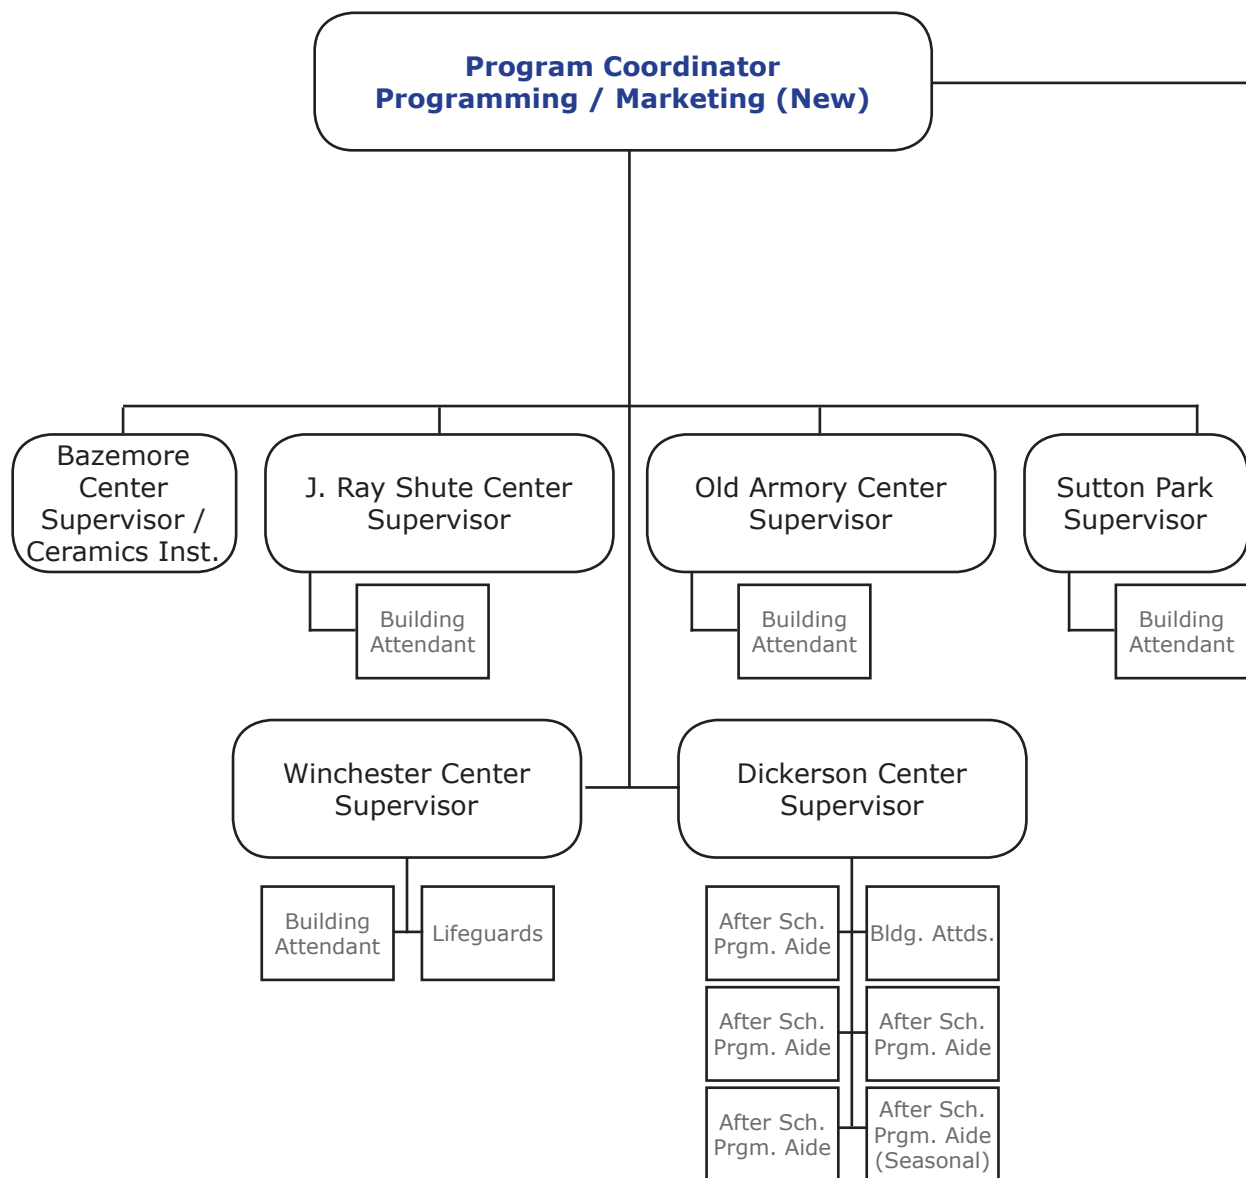 Program Coordinator
Programming / Marketing (New)
Bazemore
Center
Supervisor /
Ceramics Inst.
J. Ray Shute Center
Supervisor
Old Armory Center
Supervisor
Sutton Park
Supervisor
Building
Attendant
Building
Attendant
Building
Attendant
Winchester Center
Supervisor
Dickerson Center
Supervisor
Building
Attendant
Lifeguards
After Sch.
Prgm. Aide
Bldg. Attds.
After Sch.
Prgm. Aide
After Sch.
Prgm. Aide
After Sch.
Prgm. Aide
After Sch.
Prgm. Aide
(Seasonal)